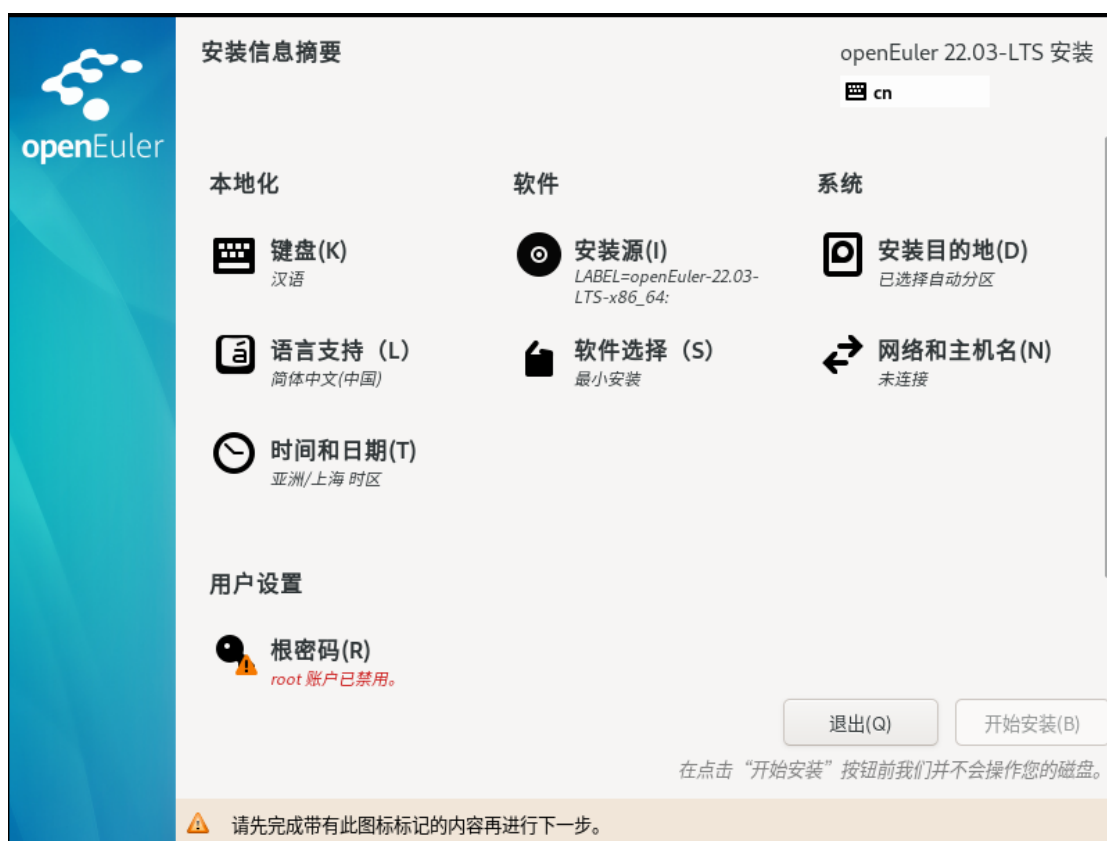 openEuler
安装信息摘要
openEuler 22.03-LTS 安装
cn
本地化
键盘(K)
汉语
语言支持（L）
简体中文(中国)
时间和日期(T)
亚洲/上海 时区
软件
安装源(I)
LABEL=openEuler-22.03-
LTS-x86_64:
软件选择（S）
最小安装
系统
安装目的地(D)
已选择自动分区
网络和主机名(N)
未连接
用户设置
根密码(R)
root 账户已禁用。
退出(Q)
开始安装(B)
在点击“开始安装”按钮前我们并不会操作您的磁盘。
请先完成带有此图标标记的内容再进行下一步。